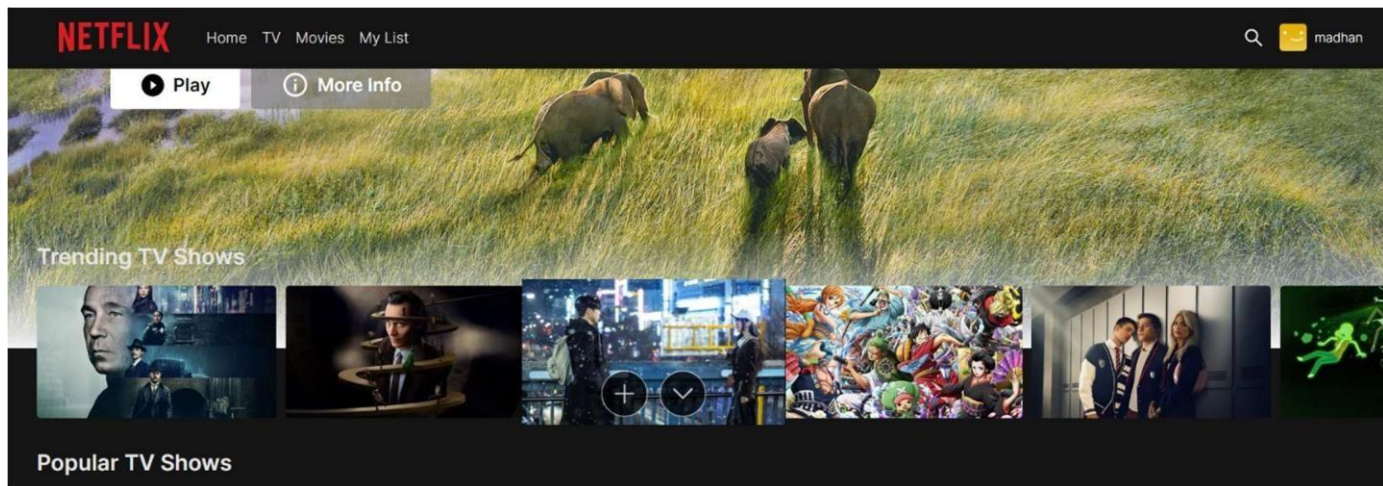 NETFLIX Home TV Movies My List madhan
Play More Info
Trending TV Shows
Popular TV Shows